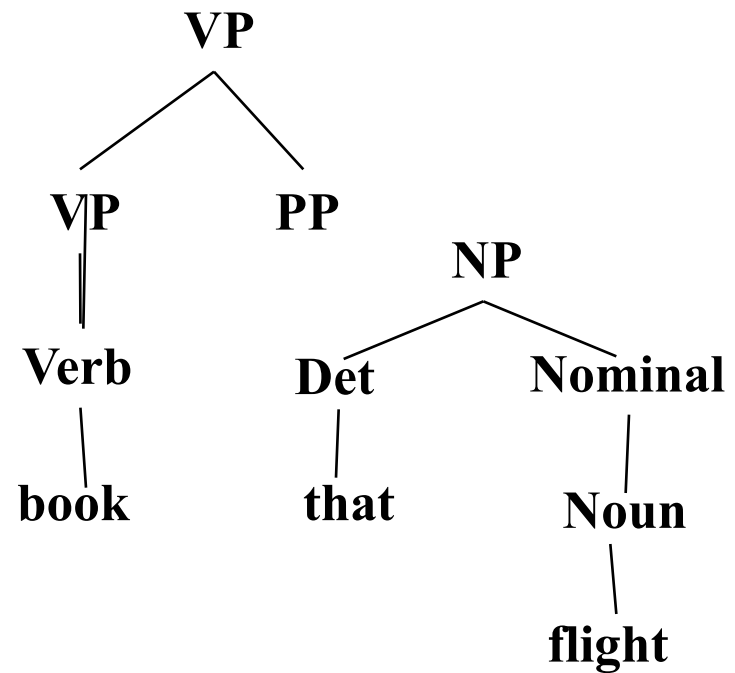 VP
VP PP
NP
Verb Det Nominal
book that Noun
flight